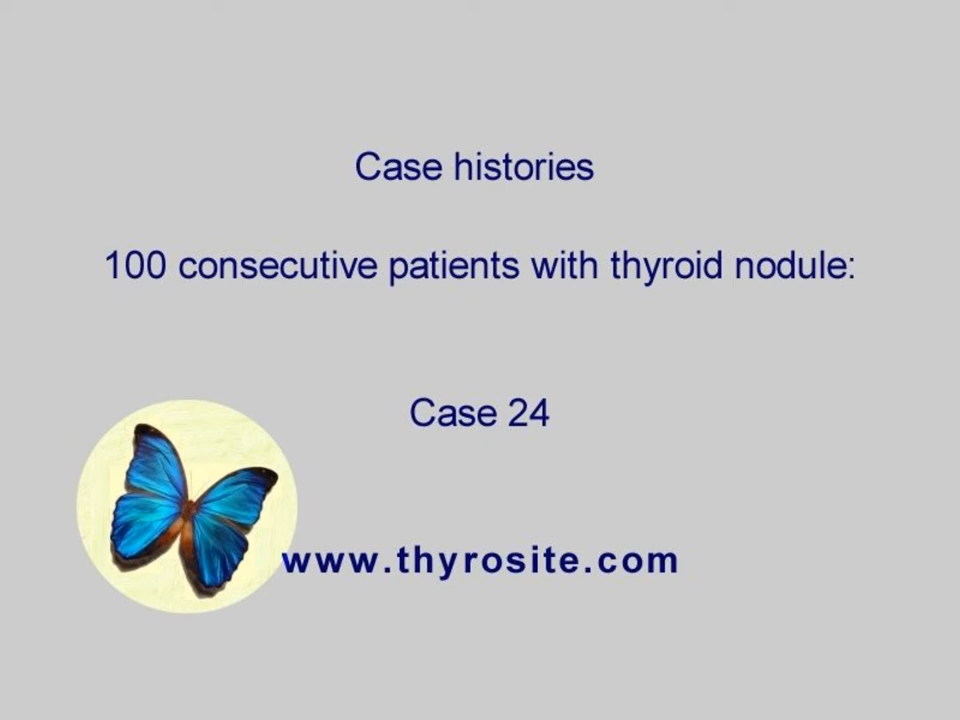 Case histories
100 consecutive patients with thyroid nodule:
Case 24
www.thyrosite.com